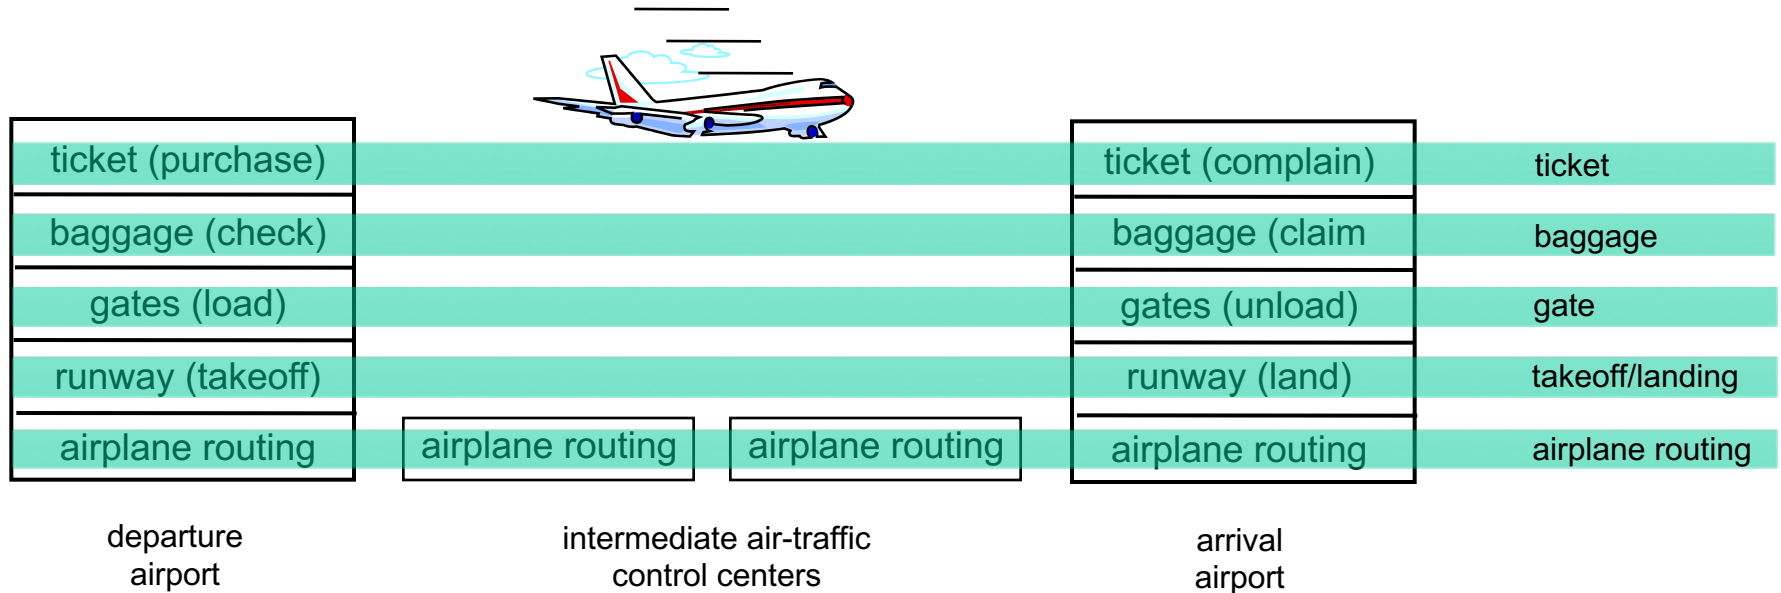 ticket (purchase)
ticket (complain)
ticket
baggage (check)
baggage (claim
baggage
gates (load)
gates (unload)
gate
runway (takeoff)
runway (land)
takeoff/landing
airplane routing
airplane routing
airplane routing
airplane routing
airplane routing
departure
airport
intermediate air-traffic
control centers
arrival
airport